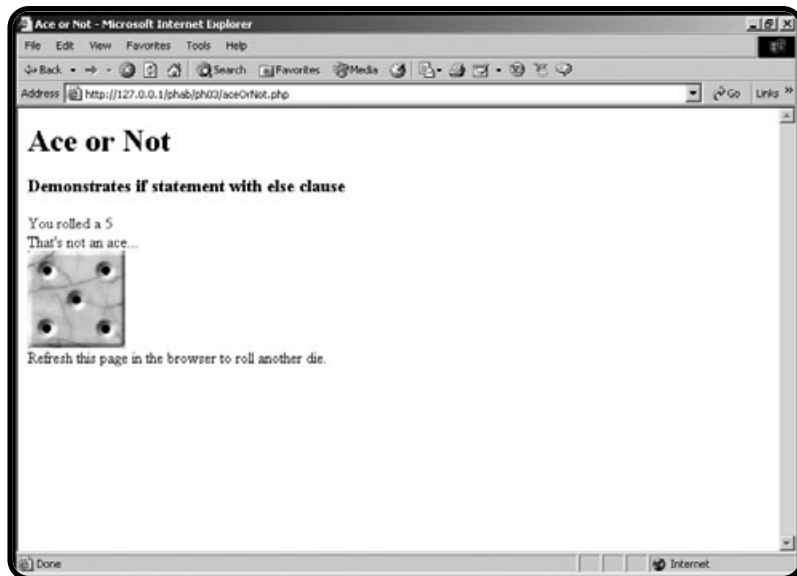 Ace or Not - Microsoft Internet Explorer
File Edit View Favorites Tools Help
Back Search Favorites Media
Address http://127.0.0.1/phab/ph03/aceOrNot.php Go Links »
Ace or Not
Demonstrates if statement with else clause
You rolled a 5
That's not an ace...
Refresh this page in the browser to roll another die.
Done Internet